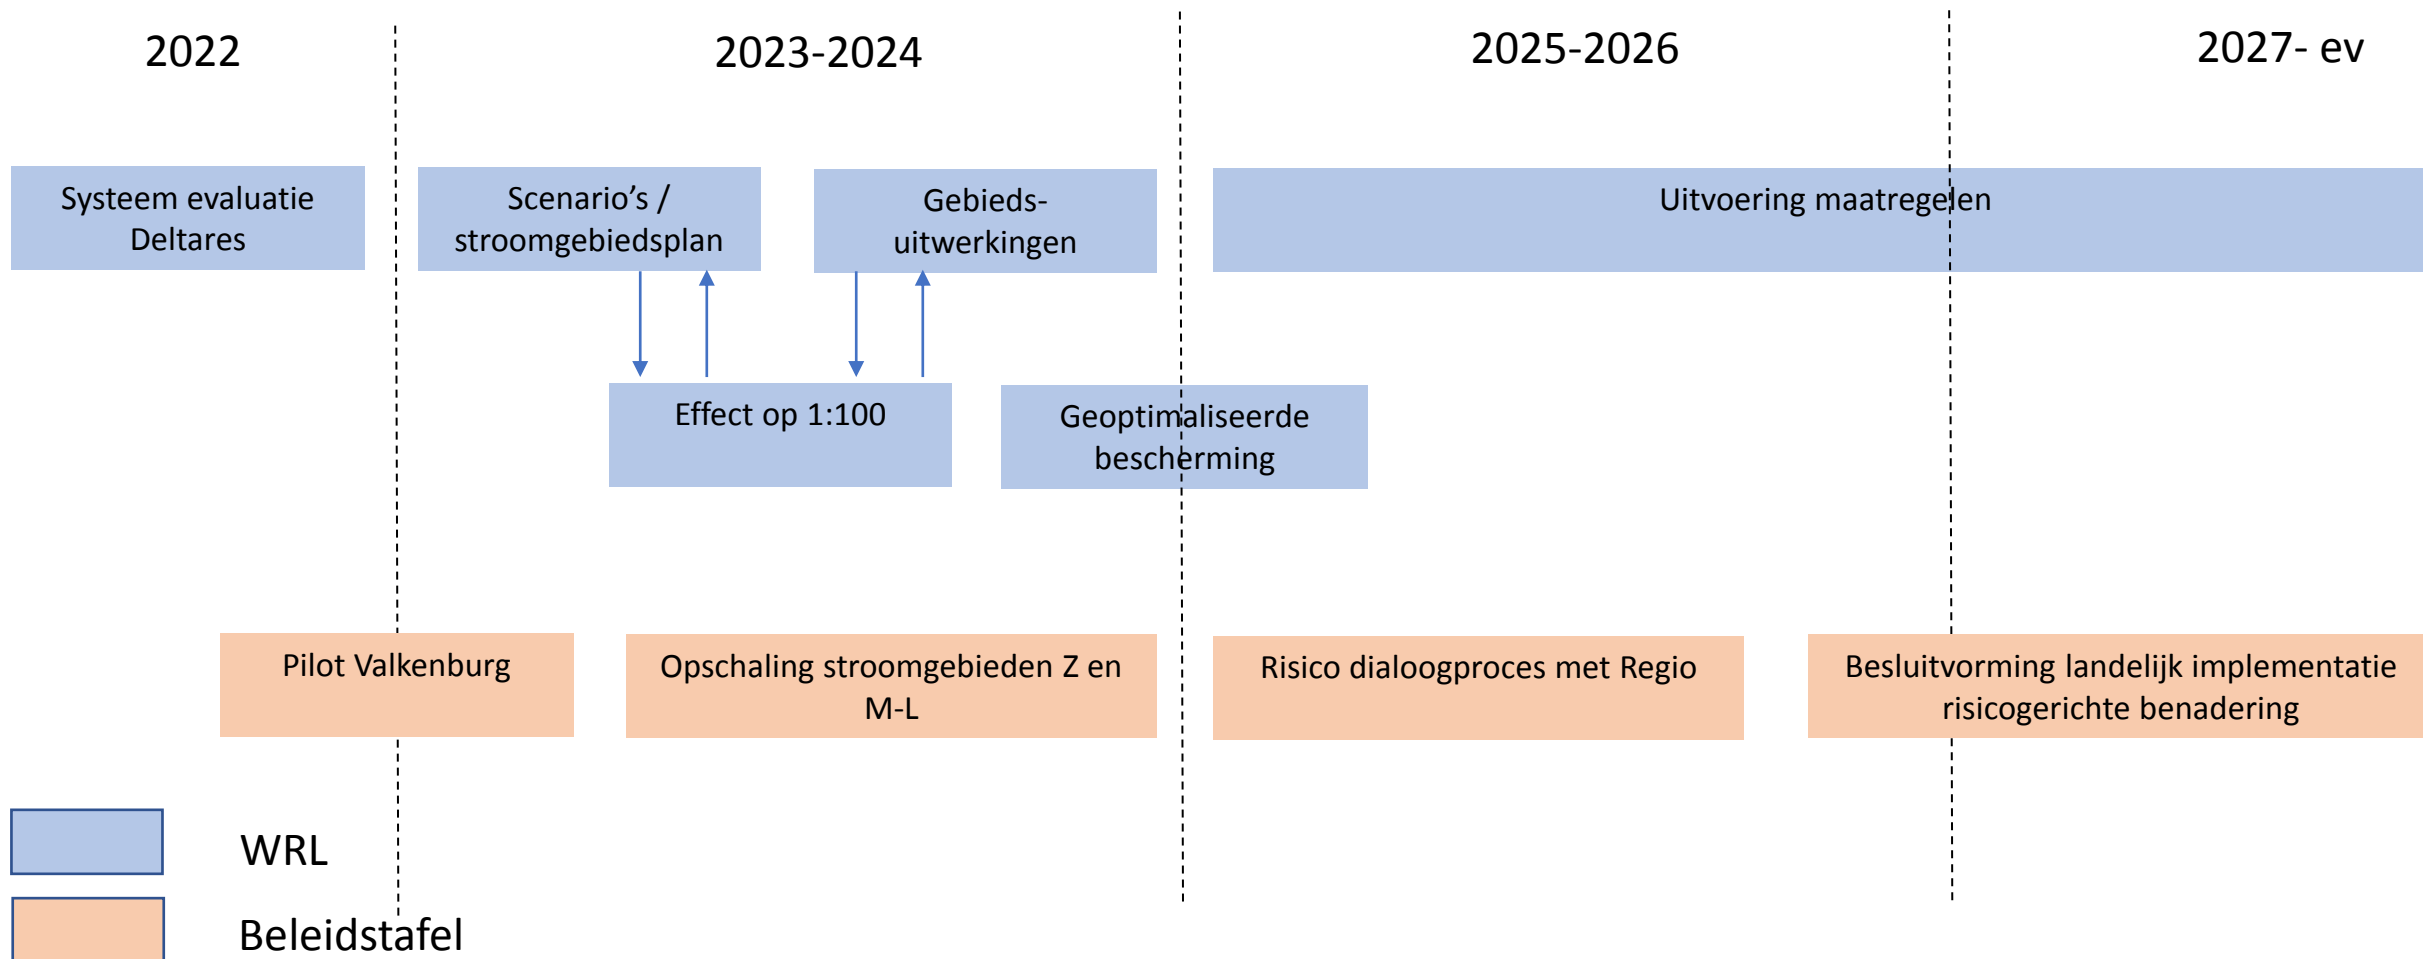 2022
2023-2024
2025-2026
2027- ev
Systeem evaluatie
Deltares
Scenario’s /
stroomgebiedsplan
Gebieds-
uitwerkingen
Uitvoering maatregelen
Effect op 1:100
Geoptimaliseerde
bescherming
Pilot Valkenburg
Opschaling stroomgebieden Z en
M-L
Risico dialoogproces met Regio
Besluitvorming landelijk implementatie
risicogerichte benadering
WRL
Beleidstafel